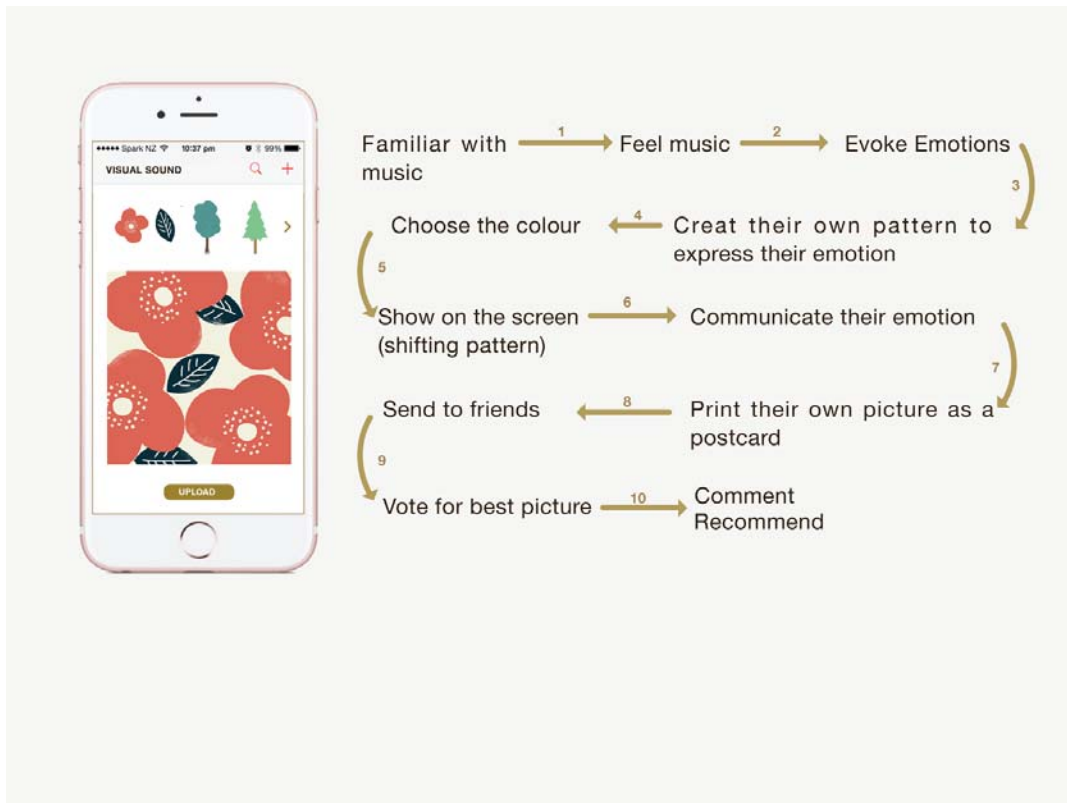 Spark NZ 10:37 pm 99%
VISUAL SOUND
UPLOAD
Familiar with
music
1
Feel music
2
Evoke Emotions
3
Creat their own pattern to
express their emotion
4
Choose the colour
5
Show on the screen
(shifting pattern)
6
Communicate their emotion
7
Print their own picture as a
postcard
8
Send to friends
9
Vote for best picture
10
Comment
Recommend